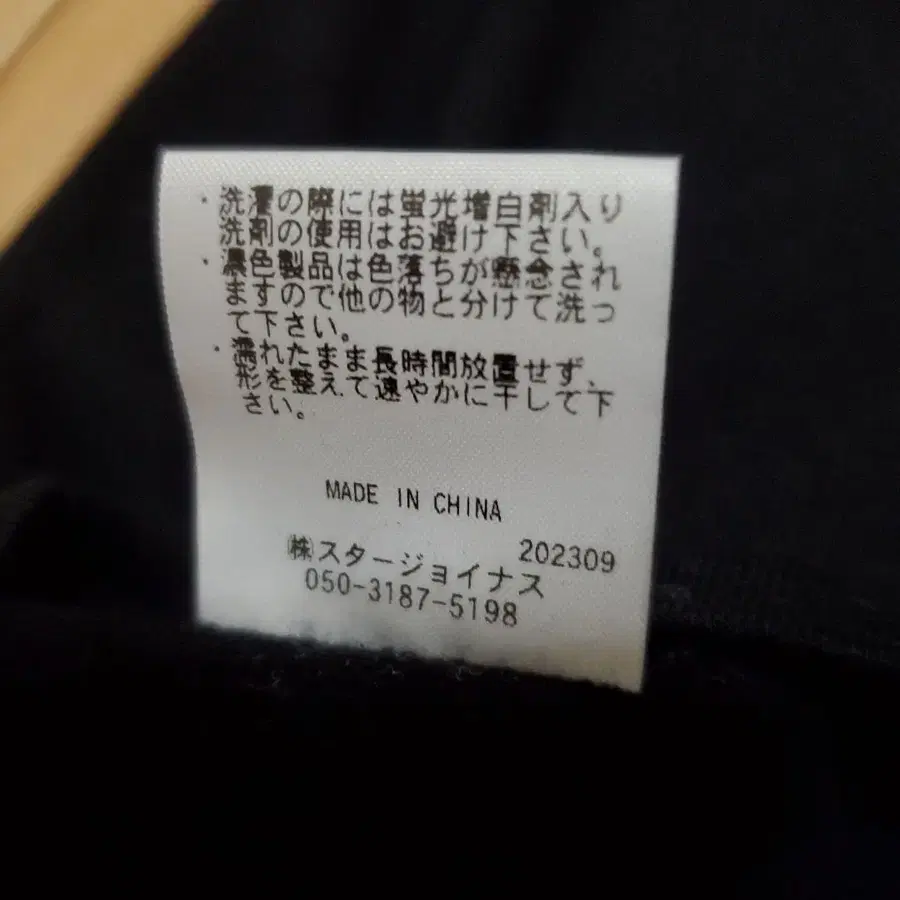 ・洗濯の際には蛍光増白剤入り
洗剤の使用はお避け下さい。
・濃色製品は色落ちが懸念され
ますので他の物と分けて洗っ
て下さい。
・濡れたまま長時間放置せず、
形を整えて速やかに干して下
さい。
MADE IN CHINA
202309
㈱スタージョイナス
050-3187-5198